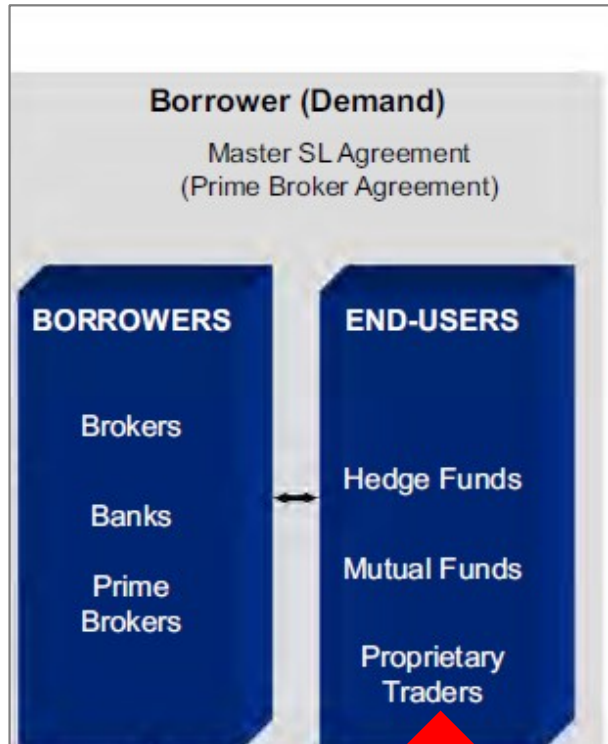 Borrower (Demand)
Master SL Agreement
(Prime Broker Agreement)
BORROWERS
Brokers
Banks
Prime
Brokers
END-USERS
Hedge Funds
Mutual Funds
Proprietary
Traders